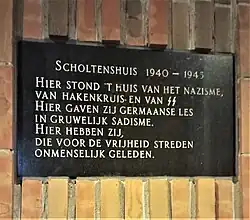 SCHOLTENSHUIS 1940 - 1945
HIER STOND 'T HUIS VAN HET NAZISME,
VAN HAKENKRUIS EN VAN ᛋᛋ
HIER GAVEN ZIJ GERMAANSE LES
IN GRUWELIJK SADISME.
HIER HEBBEN ZIJ,
DIE VOOR DE VRIJHEID STREDEN
ONMENSELIJK GELEDEN.